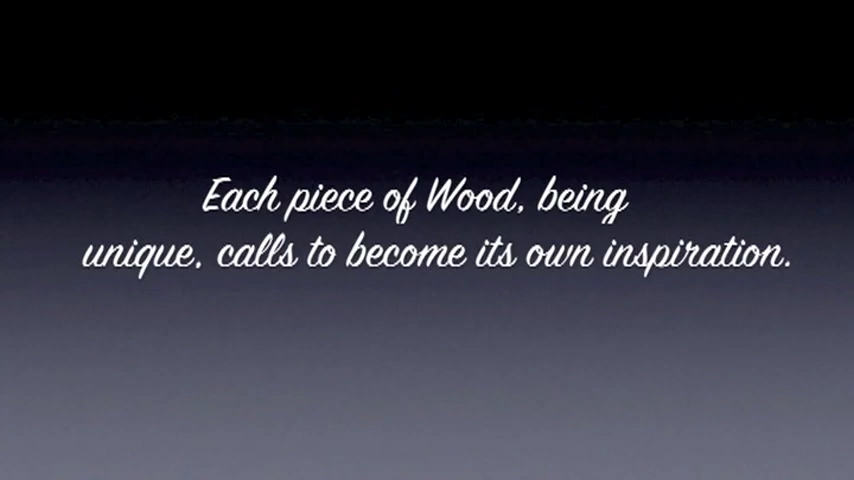 Each piece of Wood, being
unique, calls to become its own inspiration.